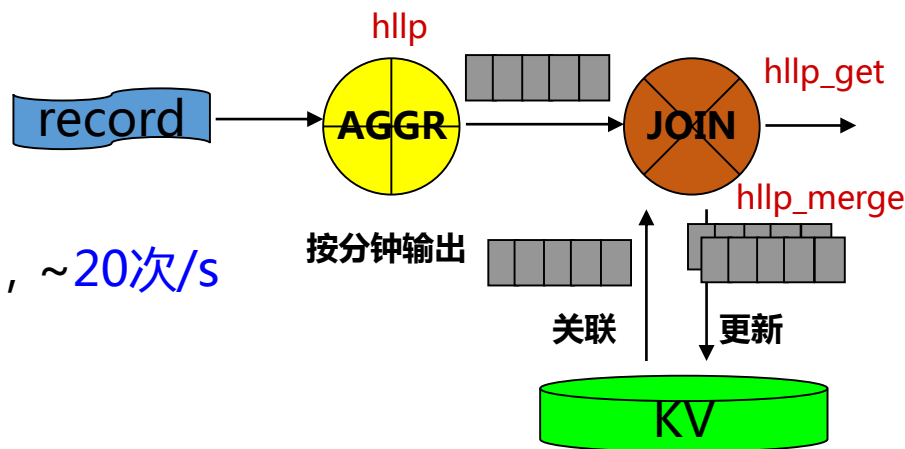 hllp
hllp_get
record
AGGR
JOIN
hllp_merge
按分钟输出
, ~20次/s
关联
更新
KV